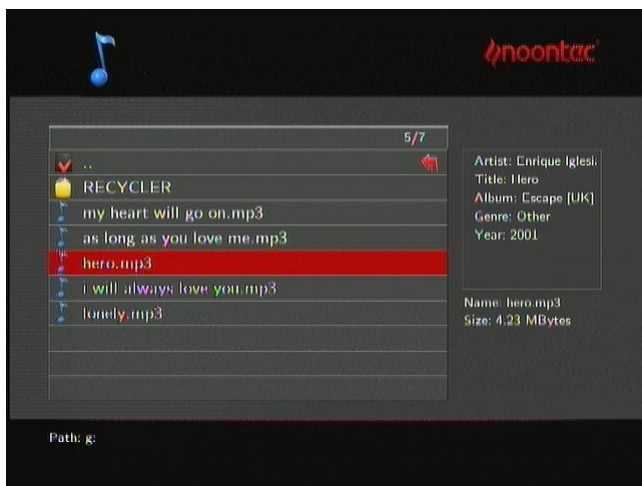 noontec
5/7
..
RECYCLER
my heart will go on.mp3
as long as you love me.mp3
hero.mp3
i will always love you.mp3
lonely.mp3
Artist: Enrique Iglesi
Title: Hero
Album: Escape [UK]
Genre: Other
Year: 2001
Name: hero.mp3
Size: 4.23 MBytes
Path: g: